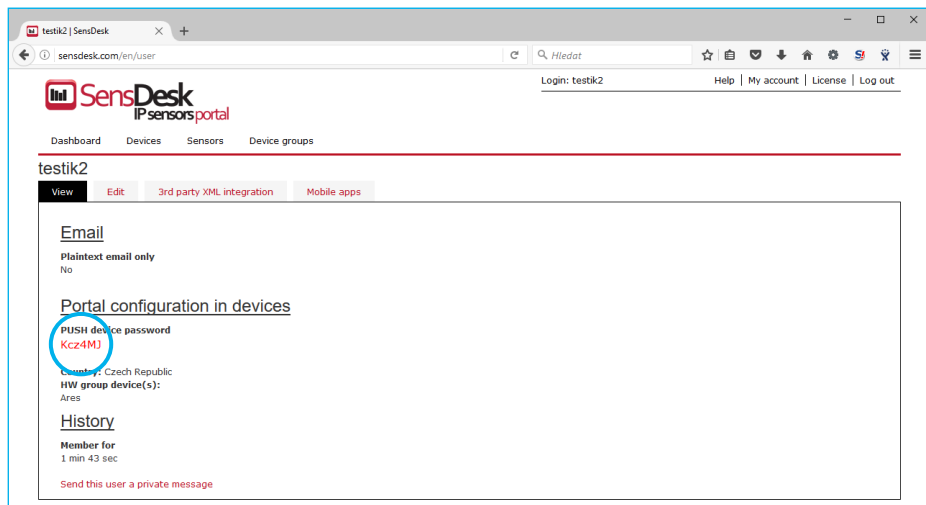 testik2 | SensDesk
sensdesk.com/en/user
Hledat
SensDesk
IP sensors portal
Login: testik2
Help | My account | License | Log out
Dashboard Devices Sensors Device groups
testik2
View Edit 3rd party XML integration Mobile apps
Email
Plaintext email only
No
Portal configuration in devices
PUSH device password
Kcz4MJ
Country: Czech Republic
HW group device(s):
Ares
History
Member for
1 min 43 sec
Send this user a private message